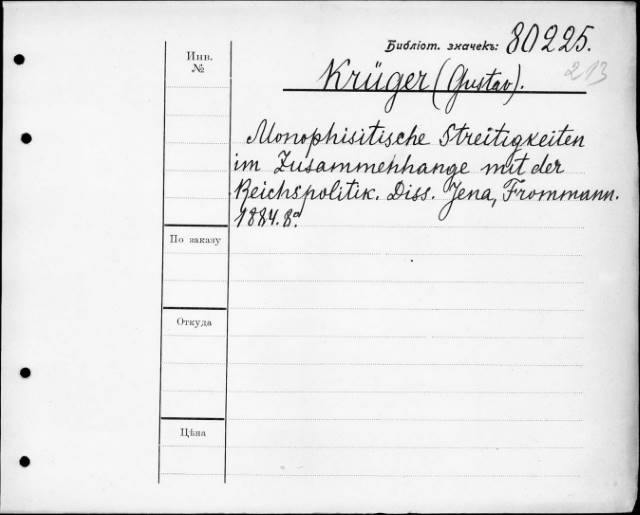 Библіот. значекъ: 80225.
213
Инв.
№
Krüger (Gustav).
Monophisitische Streitigkeiten
im Zusammenhange mit der
Reichspolitik. Diss. Jena, Frommann.
1884. 8º.
По заказу
Откуда
Цѣна